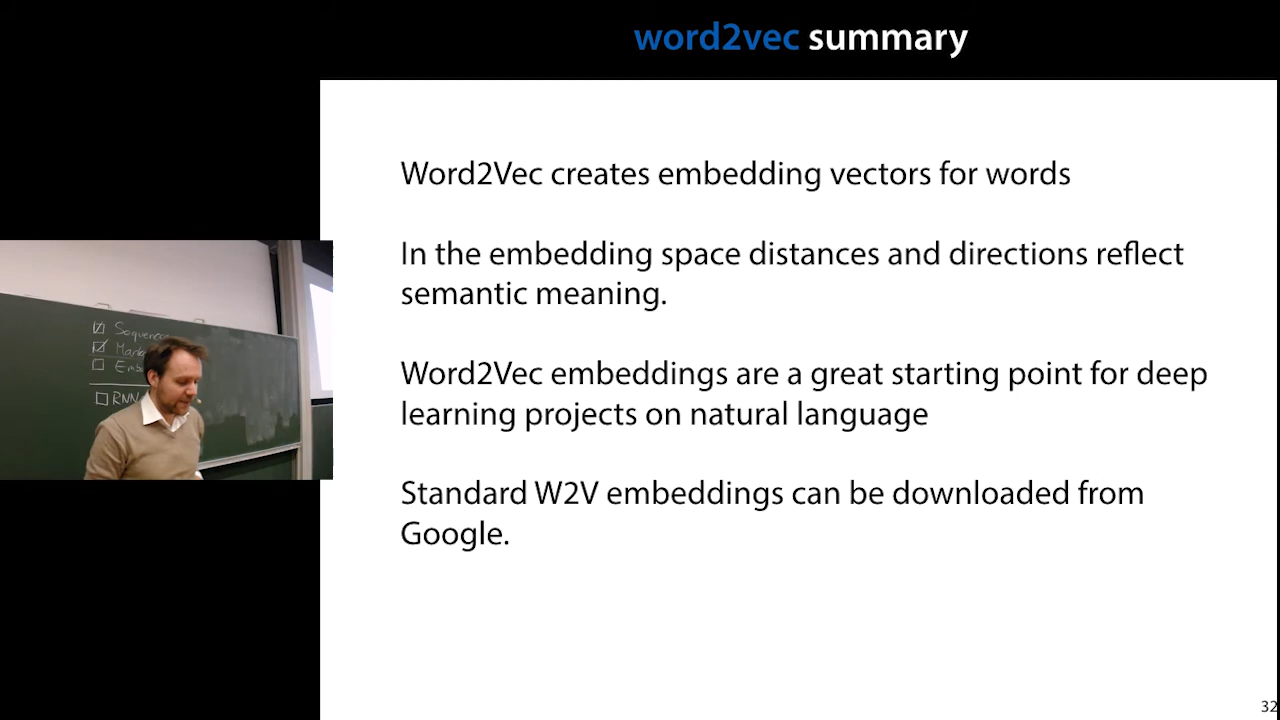 word2vec summary
Word2Vec creates embedding vectors for words
In the embedding space distances and directions reflect
semantic meaning.
Word2Vec embeddings are a great starting point for deep
learning projects on natural language
Standard W2V embeddings can be downloaded from
Google.
RNN
32